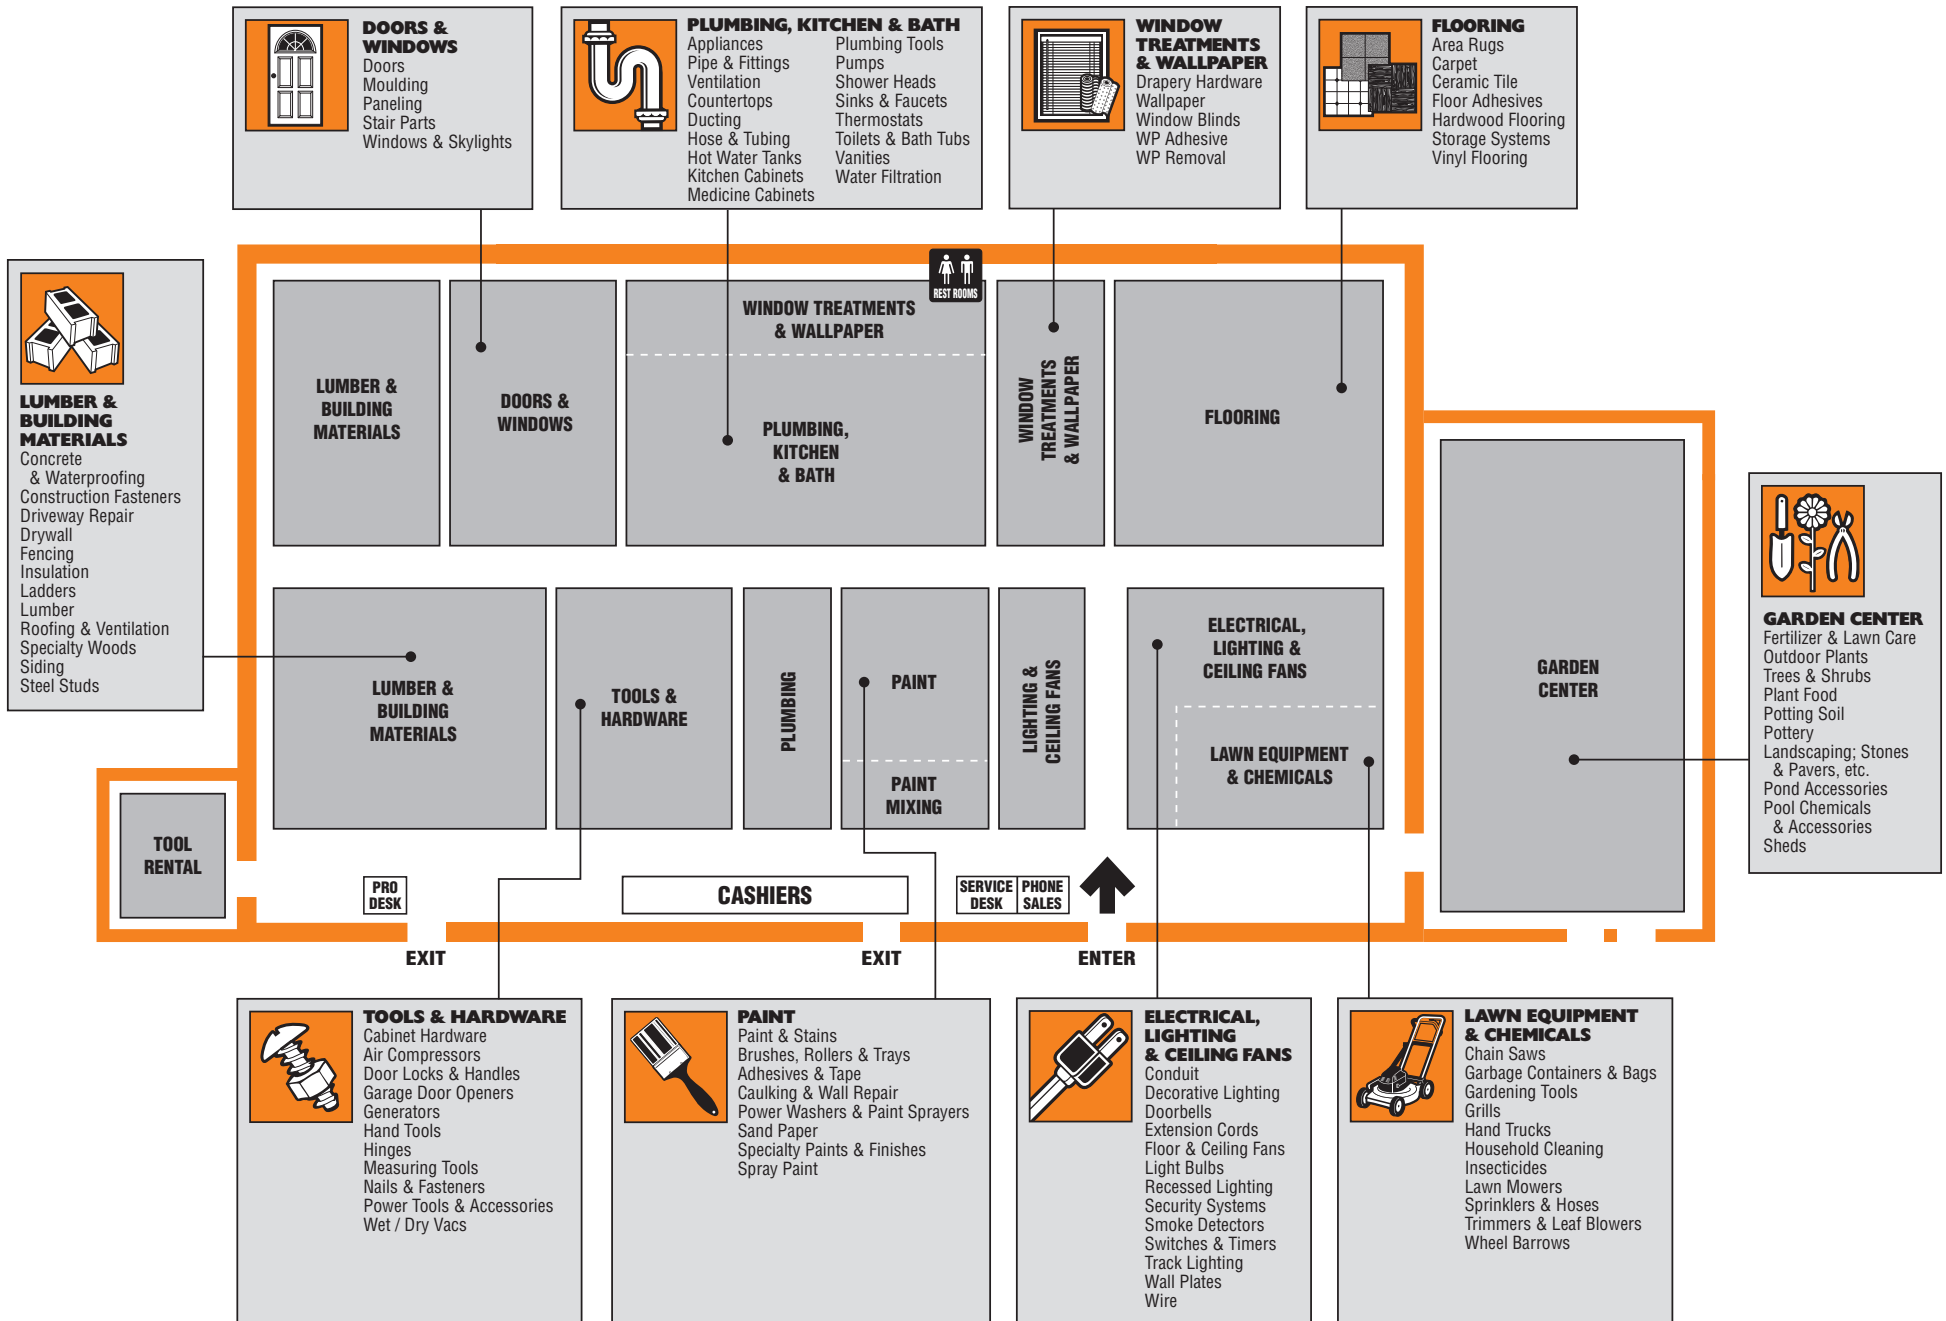 DOORS &
WINDOWS
Doors
Moulding
Paneling
Stair Parts
Windows & Skylights
PLUMBING, KITCHEN & BATH
Appliances
Pipe & Fittings
Ventilation
Countertops
Ducting
Hose & Tubing
Hot Water Tanks
Kitchen Cabinets
Medicine Cabinets
Plumbing Tools
Pumps
Shower Heads
Sinks & Faucets
Thermostats
Toilets & Bath Tubs
Vanities
Water Filtration
WINDOW
TREATMENTS
& WALLPAPER
Drapery Hardware
Wallpaper
Window Blinds
WP Adhesive
WP Removal
FLOORING
Area Rugs
Carpet
Ceramic Tile
Floor Adhesives
Hardwood Flooring
Storage Systems
Vinyl Flooring
LUMBER &
BUILDING
MATERIALS
Concrete
& Waterproofing
Construction Fasteners
Driveway Repair
Drywall
Fencing
Insulation
Ladders
Lumber
Roofing & Ventilation
Specialty Woods
Siding
Steel Studs
REST ROOMS
LUMBER &
BUILDING
MATERIALS
DOORS &
WINDOWS
WINDOW TREATMENTS
& WALLPAPER
PLUMBING,
KITCHEN
& BATH
WINDOW
TREATMENTS
& WALLPAPER
FLOORING
LUMBER &
BUILDING
MATERIALS
TOOLS &
HARDWARE
PLUMBING
PAINT
PAINT
MIXING
LIGHTING &
CEILING FANS
ELECTRICAL,
LIGHTING &
CEILING FANS
LAWN EQUIPMENT
& CHEMICALS
GARDEN
CENTER
GARDEN CENTER
Fertilizer & Lawn Care
Outdoor Plants
Trees & Shrubs
Plant Food
Potting Soil
Pottery
Landscaping; Stones
& Pavers, etc.
Pond Accessories
Pool Chemicals
& Accessories
Sheds
TOOL
RENTAL
PRO
DESK
CASHIERS
SERVICE
DESK
PHONE
SALES
EXIT
EXIT
ENTER
TOOLS & HARDWARE
Cabinet Hardware
Air Compressors
Door Locks & Handles
Garage Door Openers
Generators
Hand Tools
Hinges
Measuring Tools
Nails & Fasteners
Power Tools & Accessories
Wet / Dry Vacs
PAINT
Paint & Stains
Brushes, Rollers & Trays
Adhesives & Tape
Caulking & Wall Repair
Power Washers & Paint Sprayers
Sand Paper
Specialty Paints & Finishes
Spray Paint
ELECTRICAL,
LIGHTING
& CEILING FANS
Conduit
Decorative Lighting
Doorbells
Extension Cords
Floor & Ceiling Fans
Light Bulbs
Recessed Lighting
Security Systems
Smoke Detectors
Switches & Timers
Track Lighting
Wall Plates
Wire
LAWN EQUIPMENT
& CHEMICALS
Chain Saws
Garbage Containers & Bags
Gardening Tools
Grills
Hand Trucks
Household Cleaning
Insecticides
Lawn Mowers
Sprinklers & Hoses
Trimmers & Leaf Blowers
Wheel Barrows